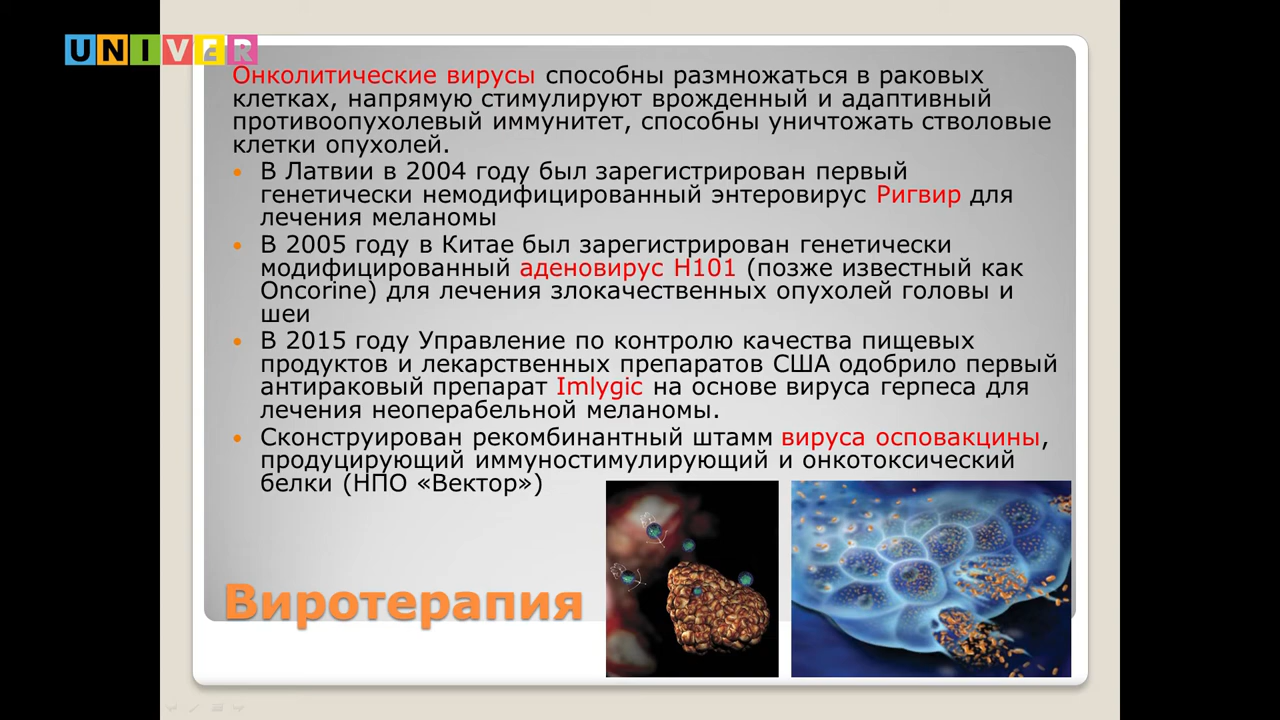 UNIVER
Онколитические вирусы способны размножаться в раковых
клетках, напрямую стимулируют врожденный и адаптивный
противоопухолевый иммунитет, способны уничтожать стволовые
клетки опухолей.
• В Латвии в 2004 году был зарегистрирован первый
генетически немодифицированный энтеровирус Ригвир для
лечения меланомы
• В 2005 году в Китае был зарегистрирован генетически
модифицированный аденовирус H101 (позже известный как
Oncorine) для лечения злокачественных опухолей головы и
шеи
• В 2015 году Управление по контролю качества пищевых
продуктов и лекарственных препаратов США одобрило первый
антираковый препарат Imlygic на основе вируса герпеса для
лечения неоперабельной меланомы.
• Сконструирован рекомбинантный штамм вируса осповакцины,
продуцирующий иммуностимулирующий и онкотоксический
белки (НПО «Вектор»)
Виротерапия